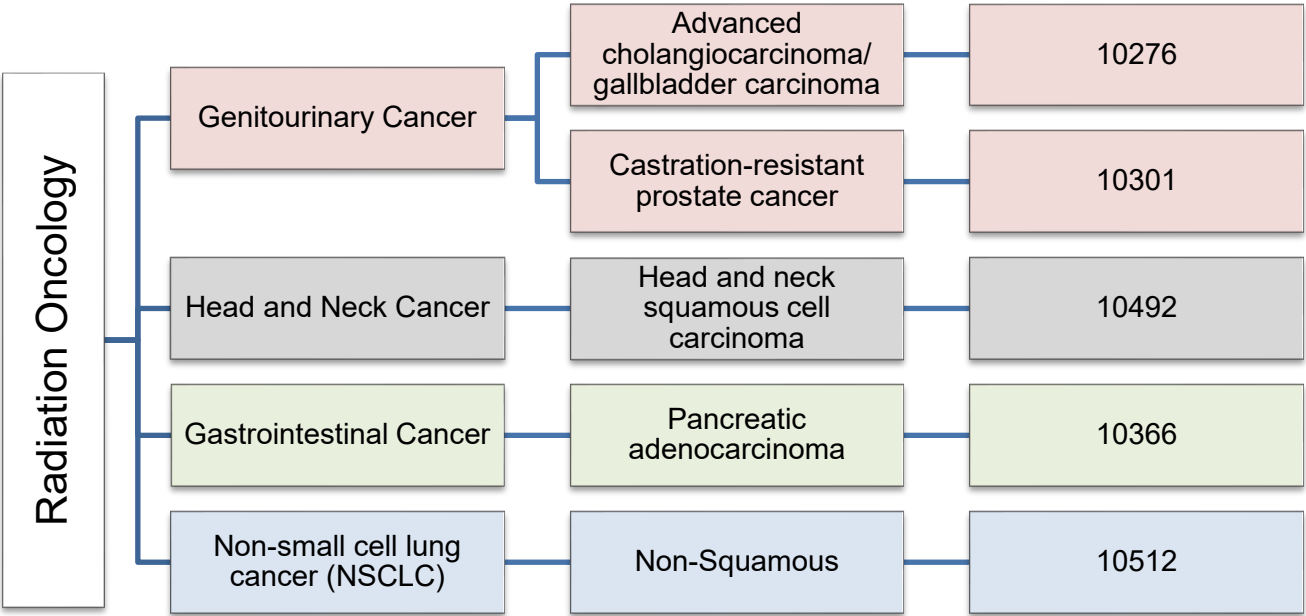 Radiation Oncology
Genitourinary Cancer
Advanced
cholangiocarcinoma/
gallbladder carcinoma
10276
Castration-resistant
prostate cancer
10301
Head and Neck Cancer
Head and neck
squamous cell
carcinoma
10492
Gastrointestinal Cancer
Pancreatic
adenocarcinoma
10366
Non-small cell lung
cancer (NSCLC)
Non-Squamous
10512